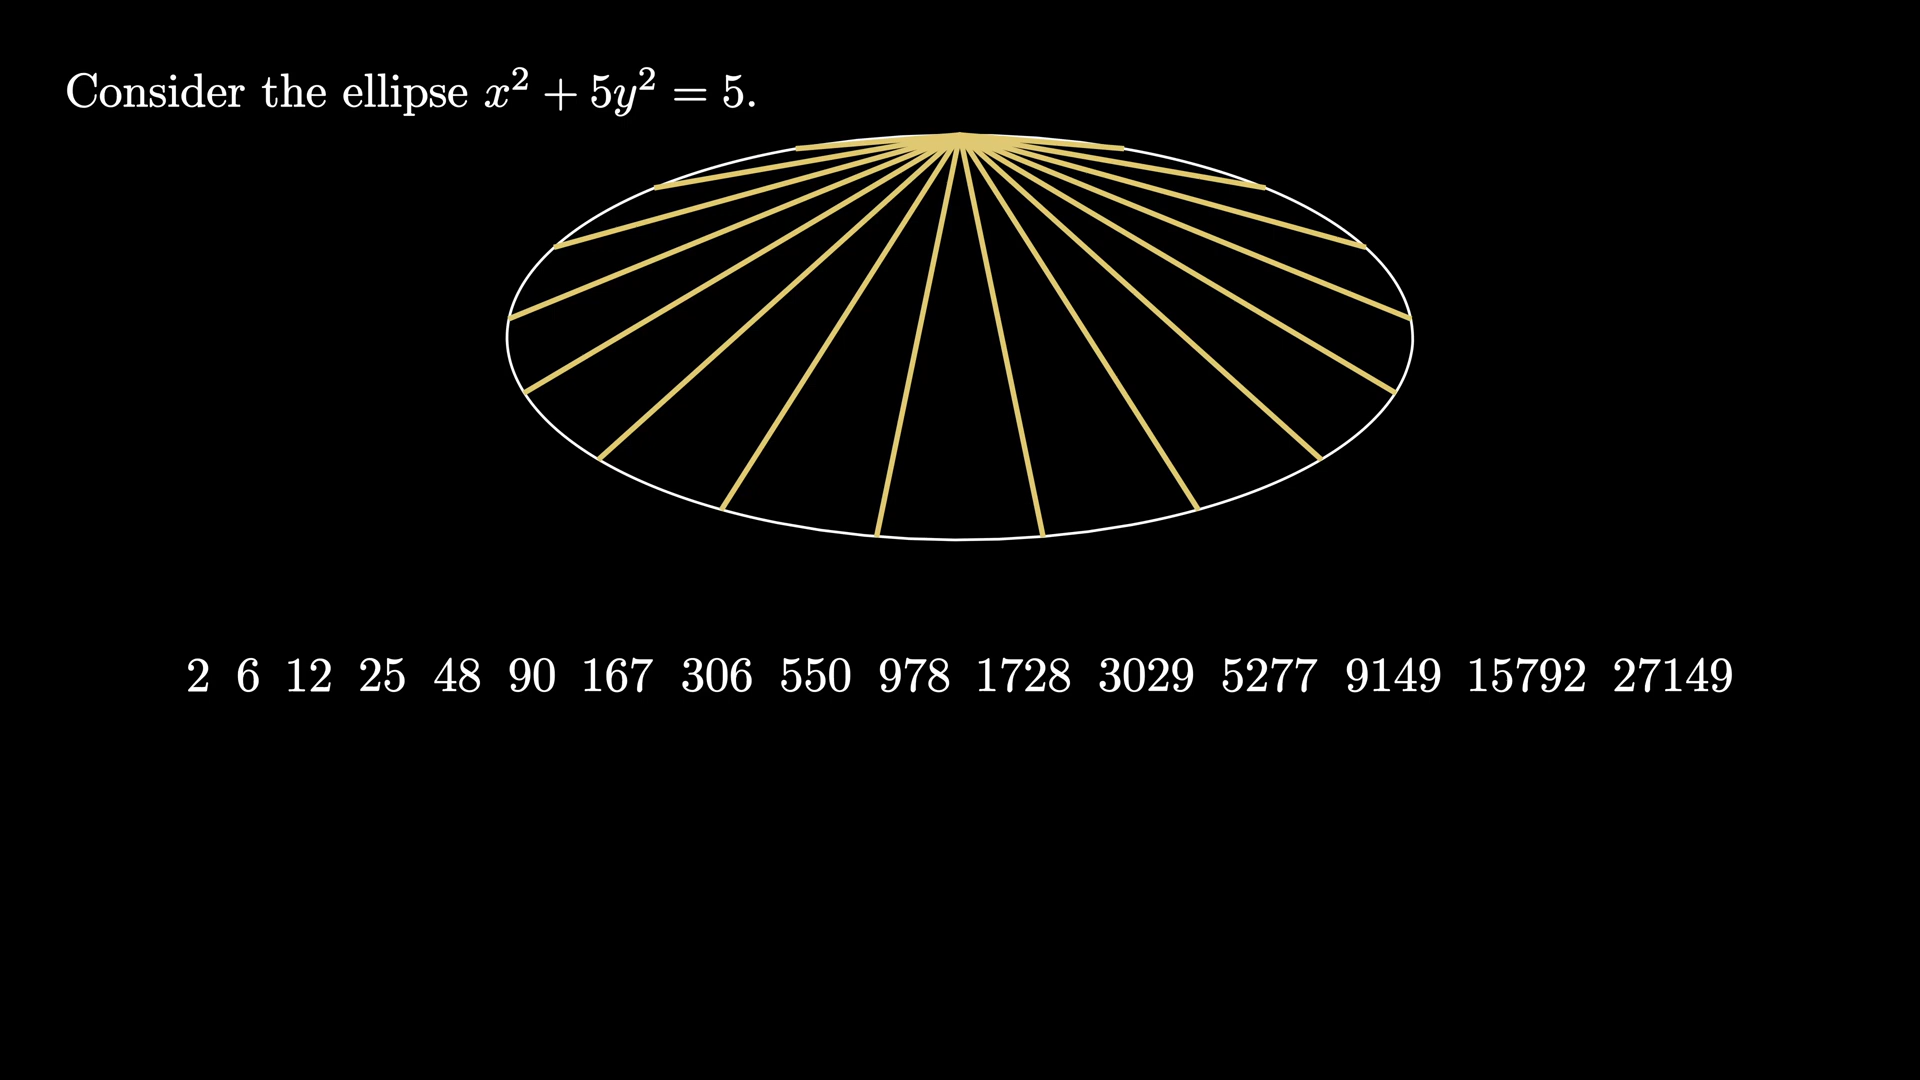 Consider the ellipse x² + 5y² = 5.
2 6 12 25 48 90 167 306 550 978 1728 3029 5277 9149 15792 27149